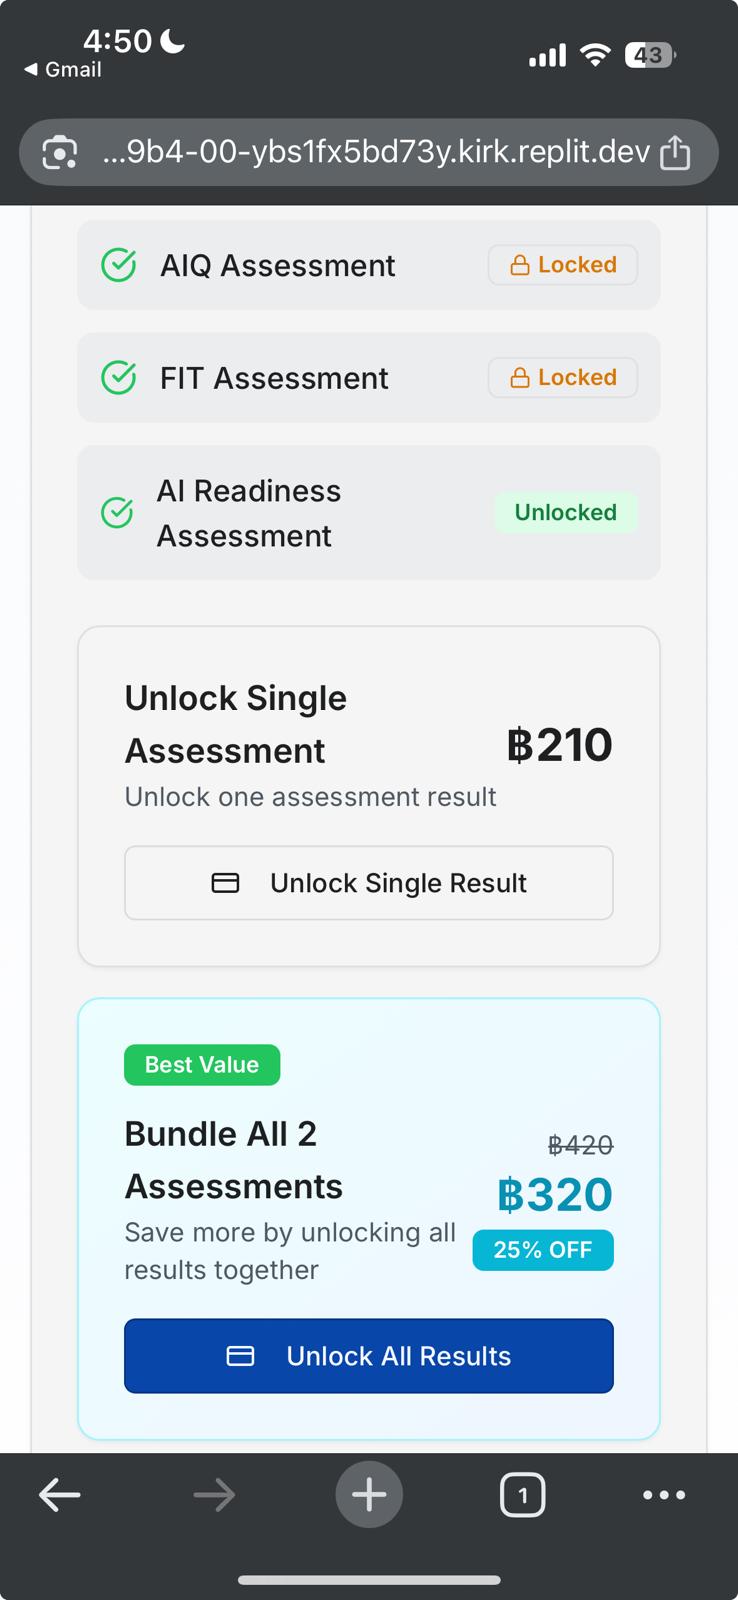 4:50
Gmail
43
...9b4-00-ybs1fx5bd73y.kirk.replit.dev
AIQ Assessment
Locked
FIT Assessment
Locked
AI Readiness
Assessment
Unlocked
Unlock Single
Assessment
฿210
Unlock one assessment result
Unlock Single Result
Best Value
Bundle All 2
Assessments
฿420
฿320
Save more by unlocking all
results together
25% OFF
Unlock All Results
1